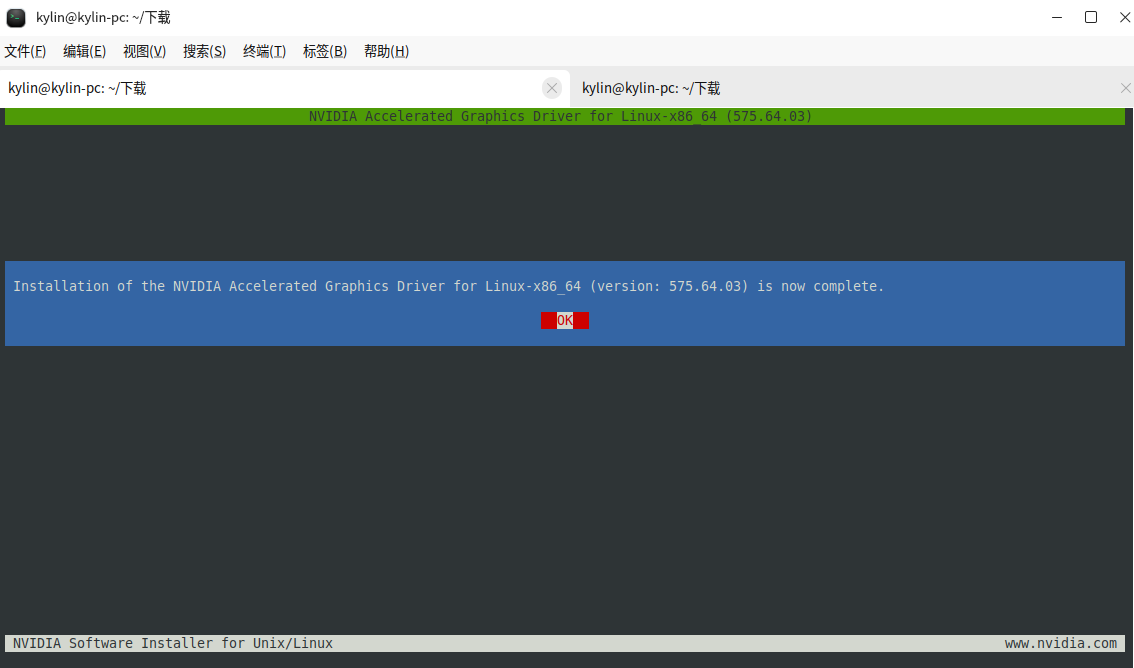 kylin@kylin-pc: ~/下载
文件(F) 编辑(E) 视图(V) 搜索(S) 终端(T) 标签(B) 帮助(H)
kylin@kylin-pc: ~/下载 kylin@kylin-pc: ~/下载
NVIDIA Accelerated Graphics Driver for Linux-x86_64 (575.64.03)
Installation of the NVIDIA Accelerated Graphics Driver for Linux-x86_64 (version: 575.64.03) is now complete.
OK
NVIDIA Software Installer for Unix/Linux www.nvidia.com